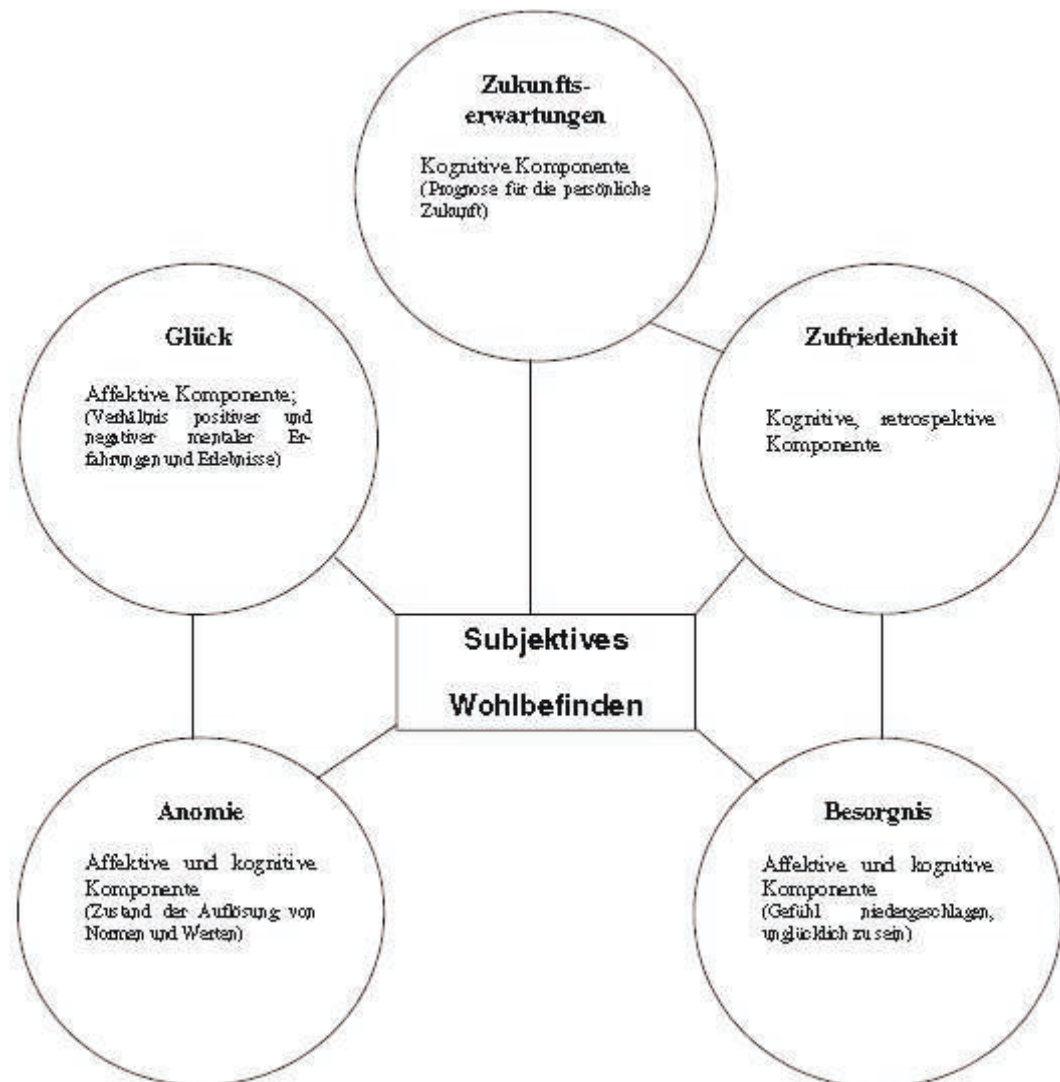 Zukunfts-
erwartungen
Kognitive Komponente
(Prognose für die persönliche
Zukunft)
Glück
Affektive Komponente;
(Verhältnis positiver und
negativer mentaler Er-
fahrungen und Erlebnisse)
Zufriedenheit
Kognitive, retrospektive
Komponente
Subjektives
Wohlbefinden
Anomie
Affektive und kognitive
Komponente
(Zustand der Auflösung von
Normen und Werten)
Besorgnis
Affektive und kognitive
Komponente
(Gefühl niedergeschlagen,
unglücklich zu sein)